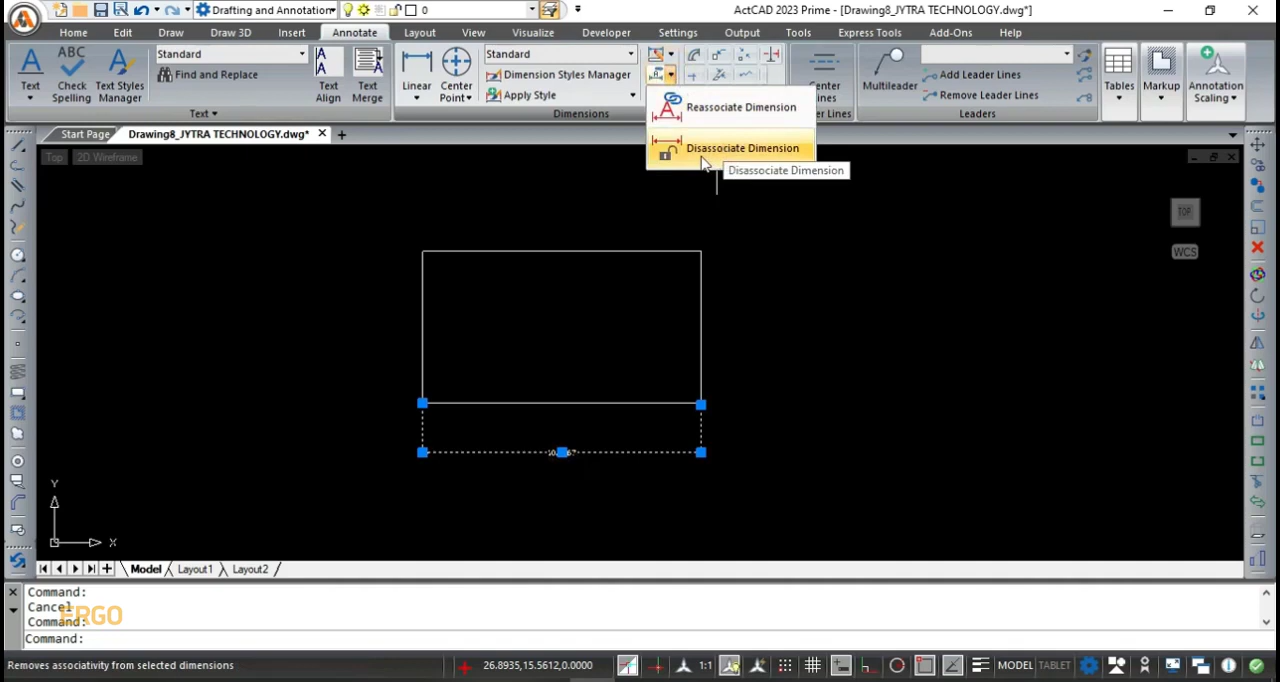 Drafting and Annotation
0
ActCAD 2023 Prime - [Drawing8_JYTRA TECHNOLOGY.dwg*]
Home Edit Draw Draw 3D Insert Annotate Layout View Visualize Developer Settings Output Tools Express Tools Add-Ons Help
Text
ABC
Check Spelling
Text Styles Manager
Standard
Find and Replace
Text
Text Align
Text Merge
Linear
Center Point
Standard
Dimension Styles Manager
Apply Style
Dimensions
Reassociate Dimension
Disassociate Dimension
Disassociate Dimension
Lines
Multileader
Add Leader Lines
Remove Leader Lines
Leaders
Tables
Markup
Annotation Scaling
Start Page Drawing8_JYTRA TECHNOLOGY.dwg*
Top 2D Wireframe
TOP
WCS
Y
X
Model Layout1 Layout2
Command:
Cancel
ERGO
Command:
Command:
Removes associativity from selected dimensions
26.8935,15.5612,0.0000
1:1
MODEL TABLET